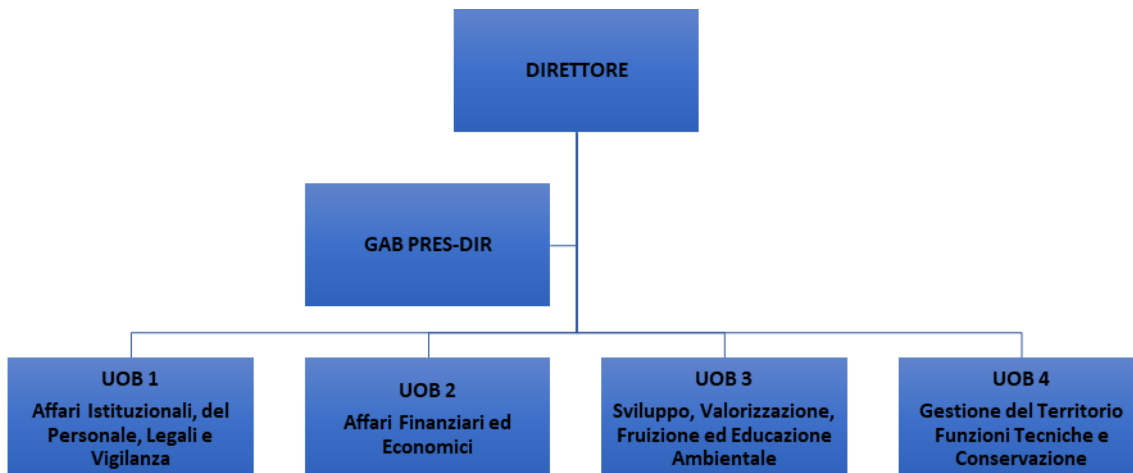 DIRETTORE
GAB PRES-DIR
UOB 1
Affari Istituzionali, del
Personale, Legali e
Vigilanza
UOB 2
Affari Finanziari ed
Economici
UOB 3
Sviluppo, Valorizzazione,
Fruizione ed Educazione
Ambientale
UOB 4
Gestione del Territorio
Funzioni Tecniche e
Conservazione